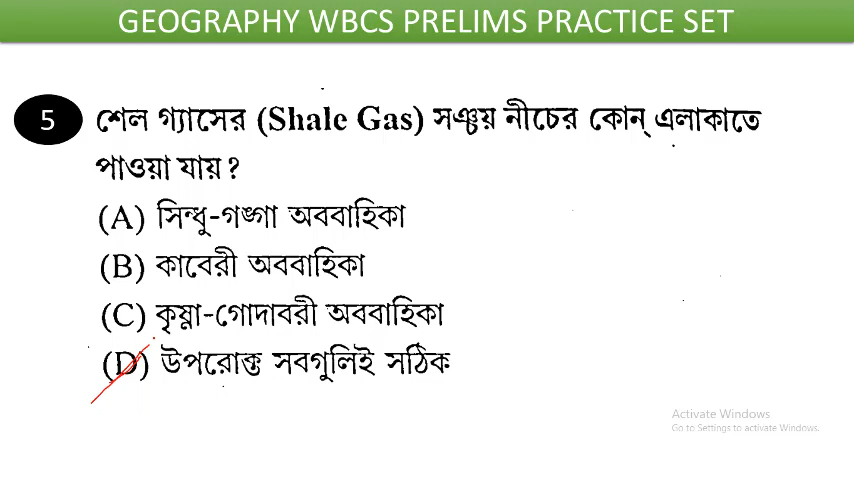 GEOGRAPHY WBCS PRELIMS PRACTICE SET
5 শেল গ্যাসের (Shale Gas) সঞ্চয় নীচের কোন্ এলাকাতে
পাওয়া যায় ?
(A) সিন্ধু-গঙ্গা অববাহিকা
(B) কাবেরী অববাহিকা
(C) কৃষ্ণা-গোদাবরী অববাহিকা
(D) উপরোক্ত সবগুলিই সঠিক
Activate Windows
Go to Settings to activate Windows.